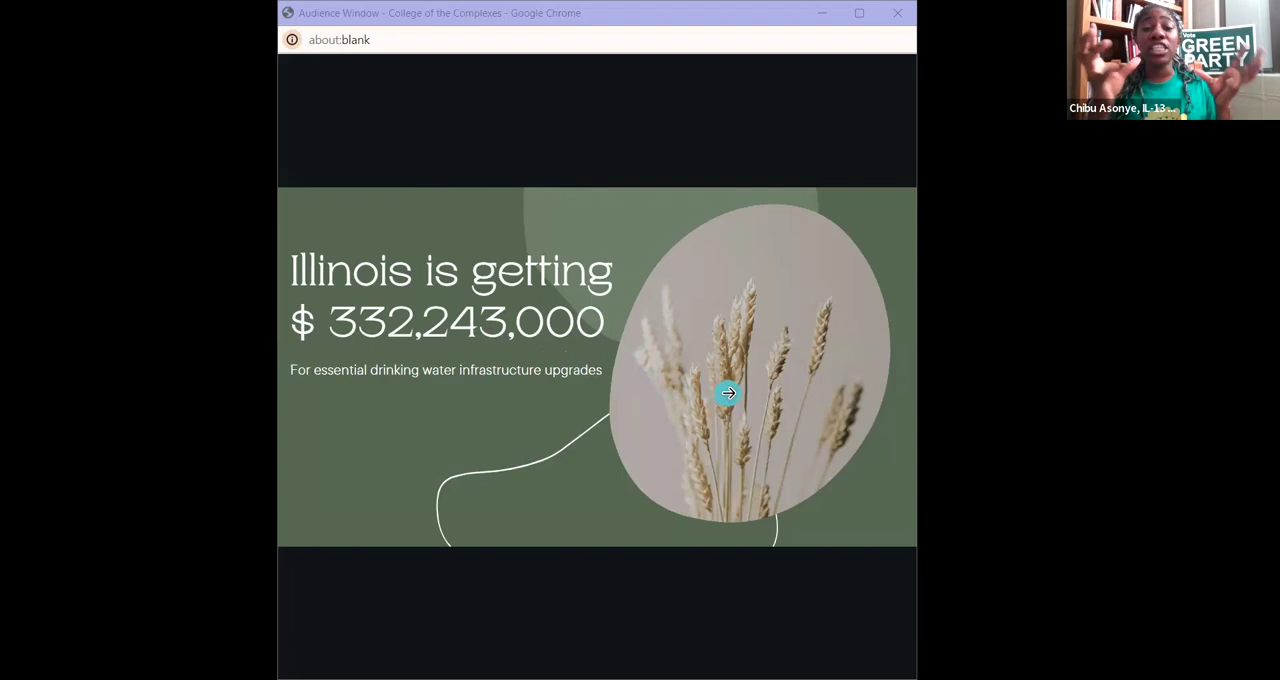 Audience Window - College of the Complexes - Google Chrome
about:blank
Illinois is getting
$ 332,243,000
For essential drinking water infrastructure upgrades
Vote
GREEN
PARTY
Chibu Asonye, IL-13 ...